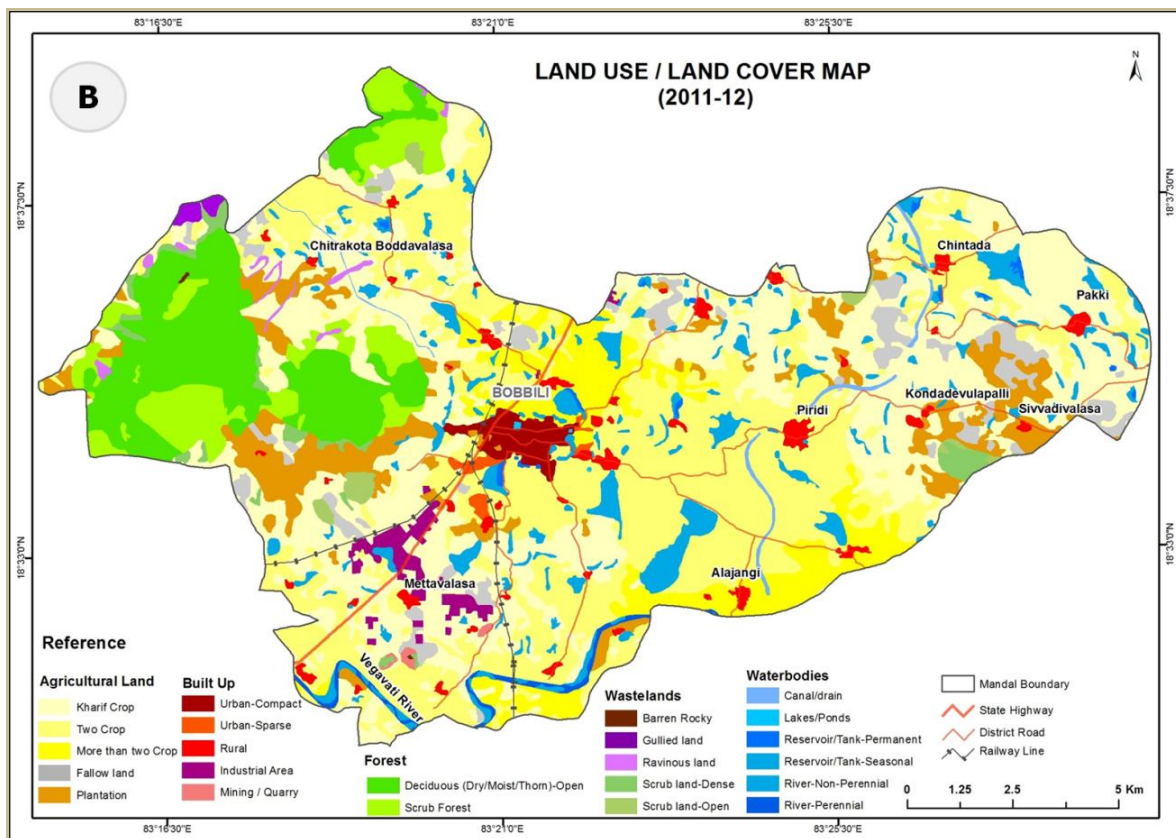 83°16'30"E 83°21'0"E 83°25'30"E
B
LAND USE / LAND COVER MAP
(2011-12)
N
18°37'0"N 18°37'0"N
Chitrakota Boddavalasa
Chintada
Pakki
BOBBILI
Piridi
Kondadevulapalli
Sivvadivalasa
18°33'0"N 18°33'0"N
Alajangi
Mettavalasa
Vegavati River
Reference
Agricultural Land
Kharif Crop
Two Crop
More than two Crop
Fallow land
Plantation
Built Up
Urban-Compact
Urban-Sparse
Rural
Industrial Area
Mining / Quarry
Forest
Deciduous (Dry/Moist/Thorn)-Open
Scrub Forest
Wastelands
Barren Rocky
Gullied land
Ravinous land
Scrub land-Dense
Scrub land-Open
Waterbodies
Canal/drain
Lakes/Ponds
Reservoir/Tank-Permanent
Reservoir/Tank-Seasonal
River-Non-Perennial
River-Perennial
Mandal Boundary
State Highway
District Road
Railway Line
0 1.25 2.5 5 Km
83°16'30"E 83°21'0"E 83°25'30"E